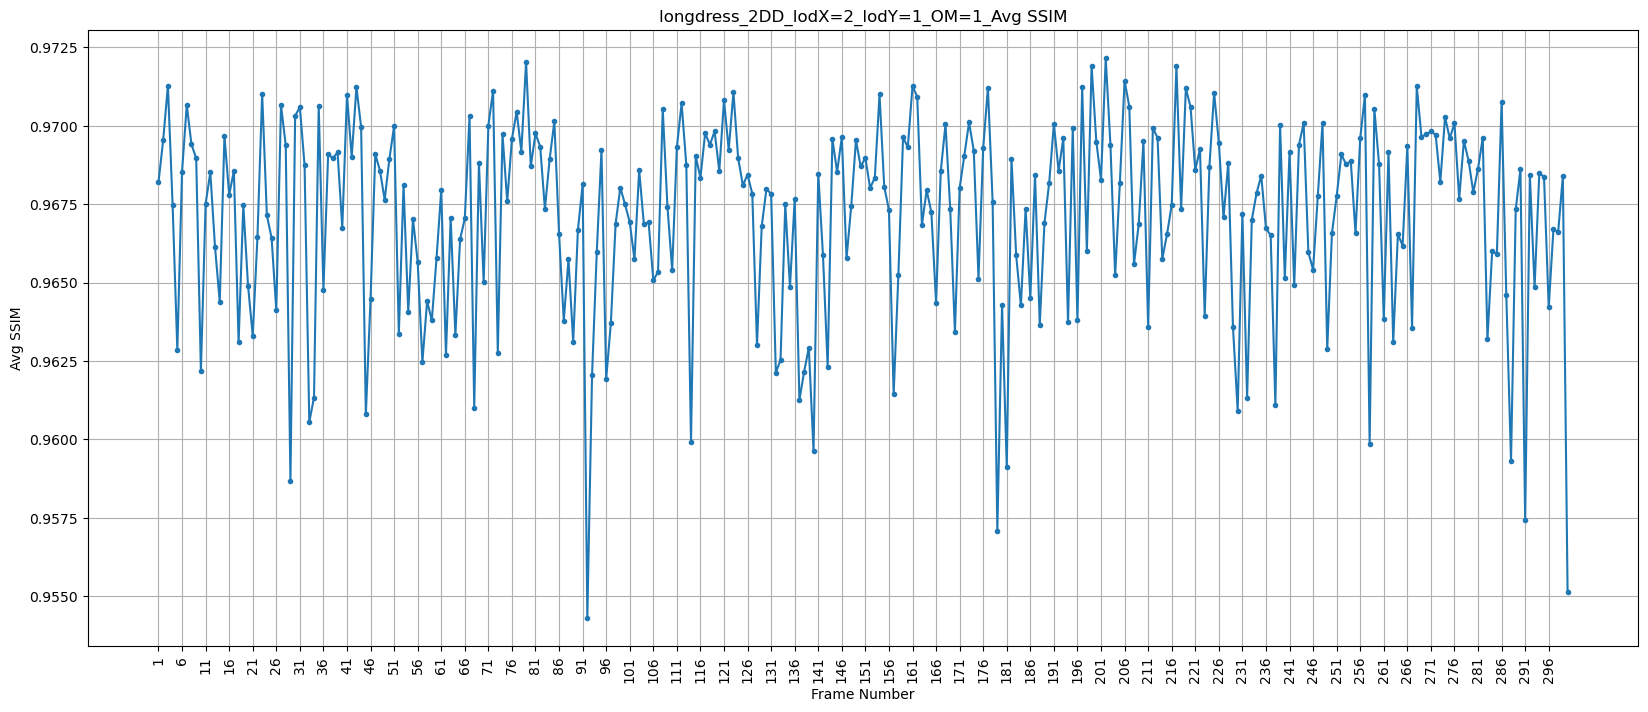 longdress_2DD_lodX=2_lodY=1_OM=1_Avg SSIM
Avg SSIM
0.9725
0.9700
0.9675
0.9650
0.9625
0.9600
0.9575
0.9550
1 6 11 16 21 26 31 36 41 46 51 56 61 66 71 76 81 86 91 96 101 106 111 116 121 126 131 136 141 146 151 156 161 166 171 176 181 186 191 196 201 206 211 216 221 226 231 236 241 246 251 256 261 266 271 276 281 286 291 296
Frame Number